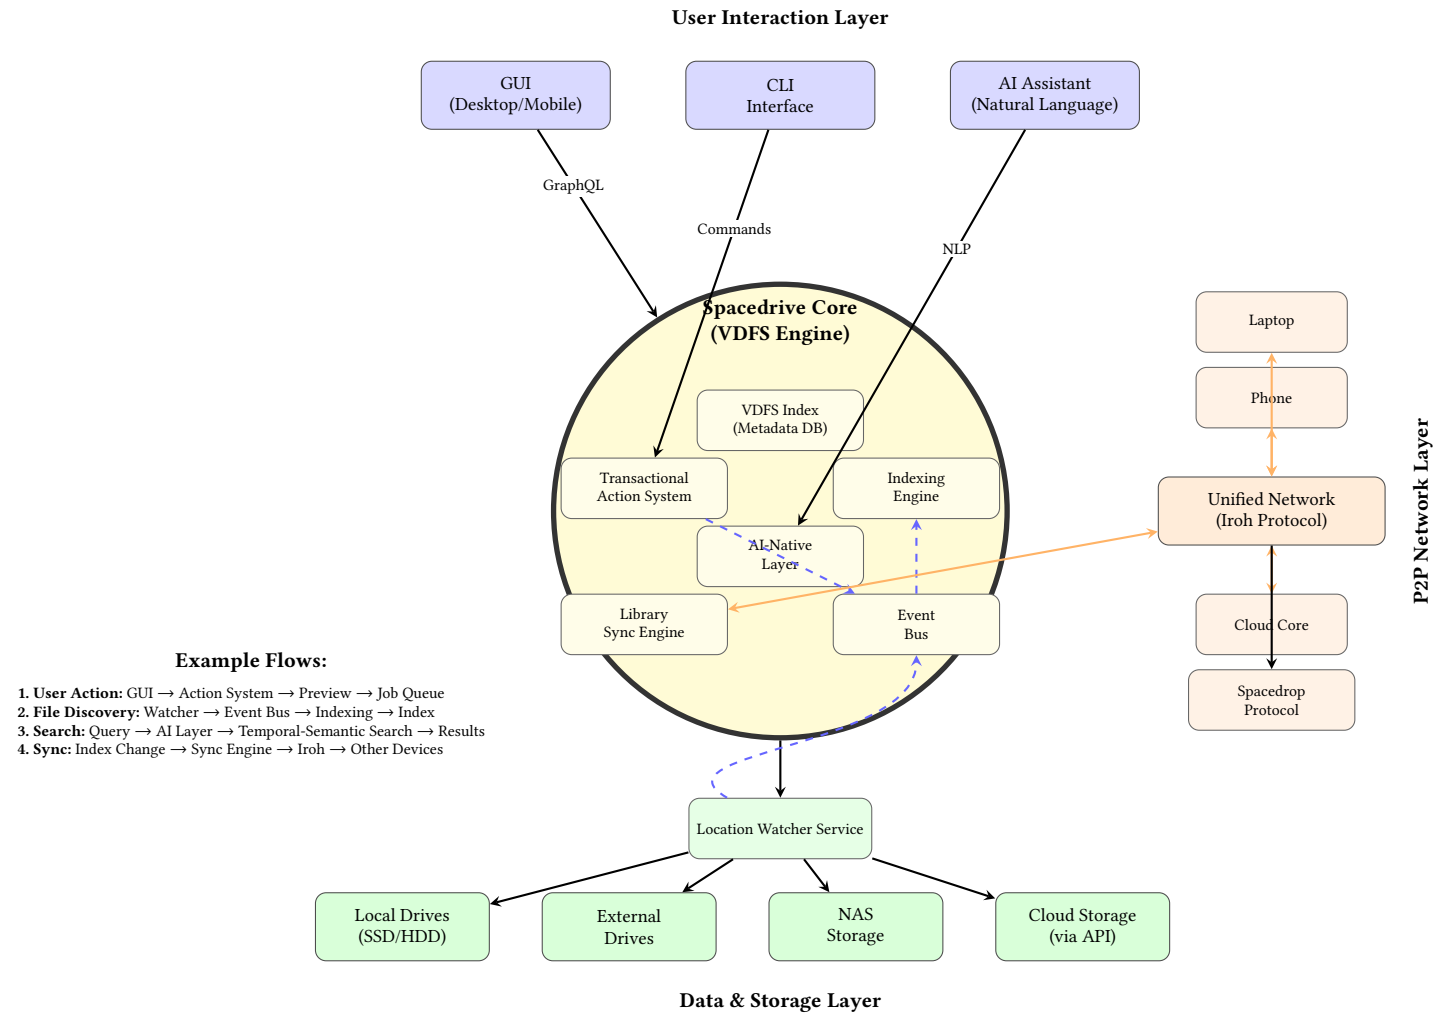 User Interaction Layer
GUI
(Desktop/Mobile)
CLI
Interface
AI Assistant
(Natural Language)
GraphQL
Commands
NLP
Spacedrive Core
(VDFS Engine)
VDFS Index
(Metadata DB)
Transactional
Action System
Indexing
Engine
AI-Native
Layer
Library
Sync Engine
Event
Bus
Laptop
Phone
Unified Network
(Iroh Protocol)
Cloud Core
Spacedrop
Protocol
P2P Network Layer
Example Flows:
1. User Action: GUI → Action System → Preview → Job Queue
2. File Discovery: Watcher → Event Bus → Indexing → Index
3. Search: Query → AI Layer → Temporal-Semantic Search → Results
4. Sync: Index Change → Sync Engine → Iroh → Other Devices
Location Watcher Service
Local Drives
(SSD/HDD)
External
Drives
NAS
Storage
Cloud Storage
(via API)
Data & Storage Layer